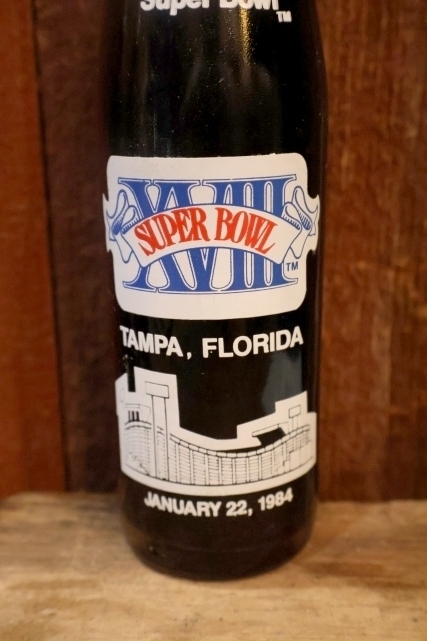 Super Bowl
TM
XVIII
SUPER BOWL
TM
TAMPA, FLORIDA
JANUARY 22, 1984